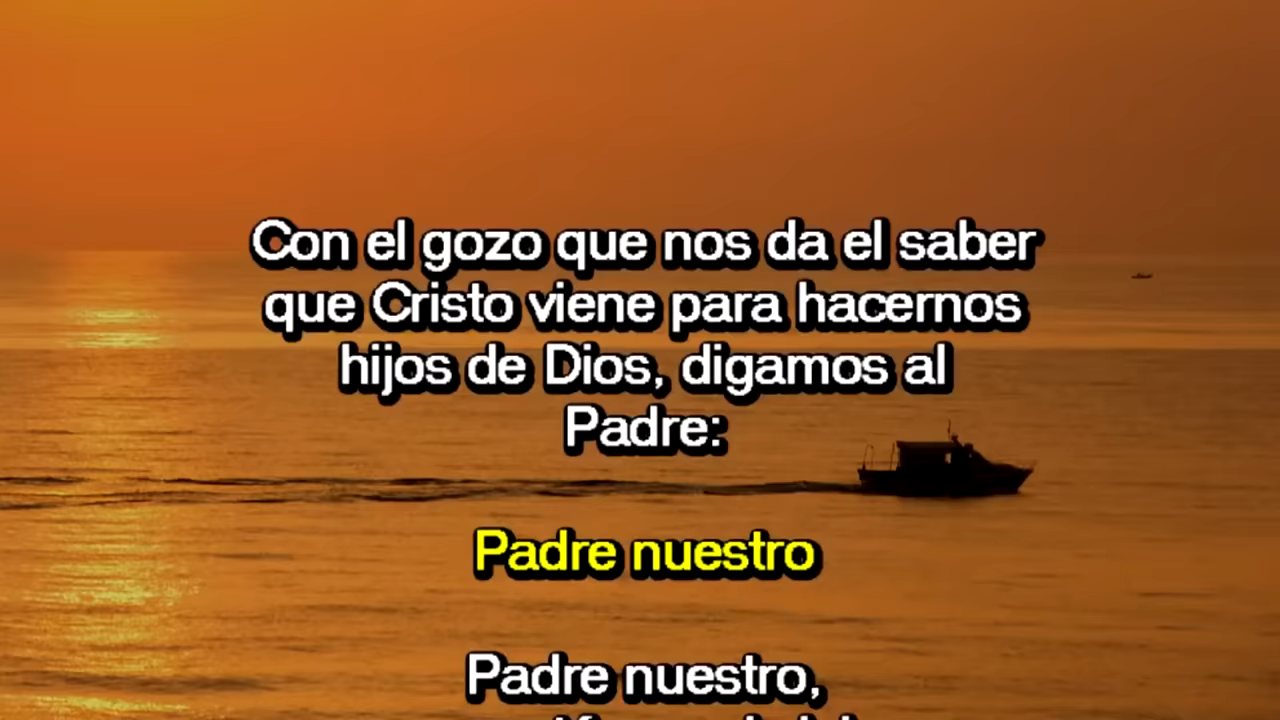 Con el gozo que nos da el saber
que Cristo viene para hacernos
hijos de Dios, digamos al
Padre:
Padre nuestro
Padre nuestro,